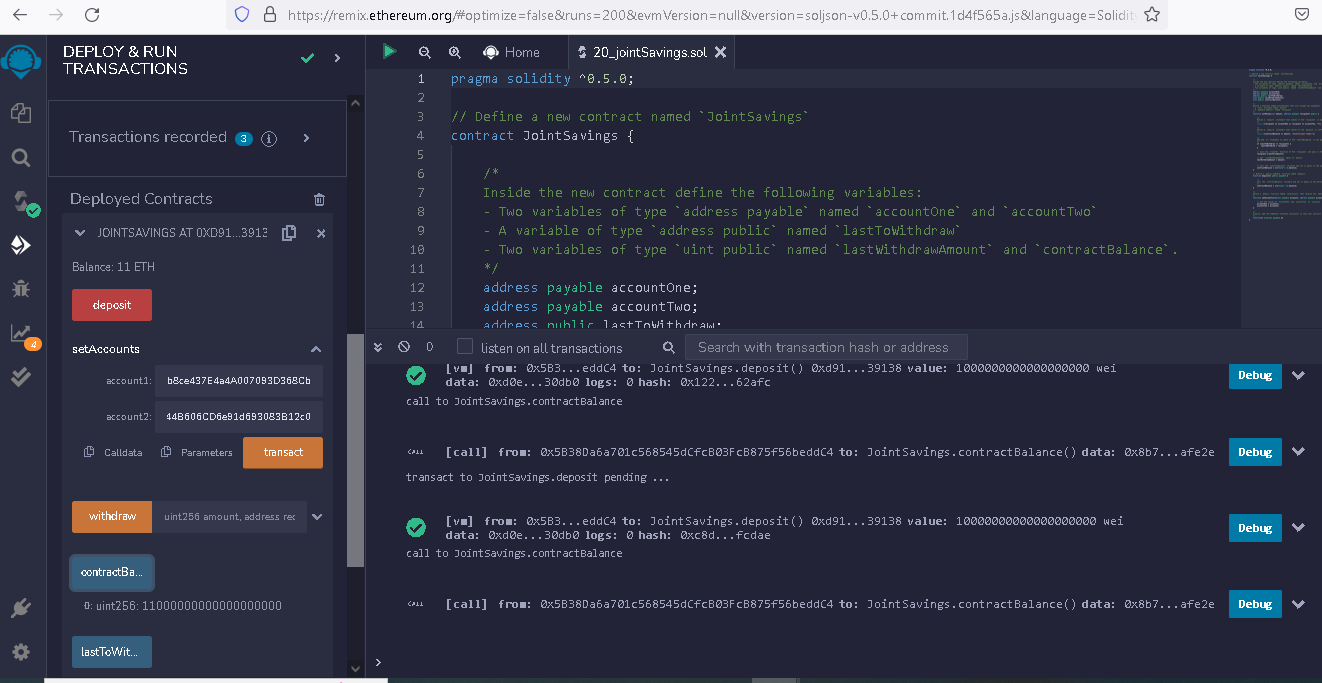 https://remix.ethereum.org/#optimize=false&runs=200&evmVersion=null&version=soljson-v0.5.0+commit.1d4f565a.js&language=Solidity
DEPLOY & RUN
TRANSACTIONS
Transactions recorded 3 i
Deployed Contracts
JOINTSAVINGS AT 0XD91...3913
Balance: 11 ETH
deposit
setAccounts
account1: b8ce437E4a4A007093D368Cb
account2: 44B606CD6e91d693083B12c0
Calldata Parameters transact
withdraw uint256 amount, address rec
contractBa...
0: uint256: 11000000000000000000
lastToWit...
4
Home 20_jointSavings.sol
1 pragma solidity ^0.5.0;
2
3 // Define a new contract named `JointSavings`
4 contract JointSavings {
5
6 /*
7 Inside the new contract define the following variables:
8 - Two variables of type `address payable` named `accountOne` and `accountTwo`
9 - A variable of type `address public` named `lastToWithdraw`
10 - Two variables of type `uint public` named `lastWithdrawAmount` and `contractBalance`.
11 */
12 address payable accountOne;
13 address payable accountTwo;
14 address public lastToWithdraw;
0 listen on all transactions Search with transaction hash or address
[vm] from: 0x5B3...eddC4 to: JointSavings.deposit() 0xd91...39138 value: 1000000000000000000 wei
data: 0xd0e...30db0 logs: 0 hash: 0x122...62afc
Debug
call to JointSavings.contractBalance
CALL [call] from: 0x5B38Da6a701c568545dCfcB03FcB875f56beddC4 to: JointSavings.contractBalance() data: 0x8b7...afe2e Debug
transact to JointSavings.deposit pending ...
[vm] from: 0x5B3...eddC4 to: JointSavings.deposit() 0xd91...39138 value: 10000000000000000000 wei
data: 0xd0e...30db0 logs: 0 hash: 0xc8d...fcdae
Debug
call to JointSavings.contractBalance
CALL [call] from: 0x5B38Da6a701c568545dCfcB03FcB875f56beddC4 to: JointSavings.contractBalance() data: 0x8b7...afe2e Debug
>